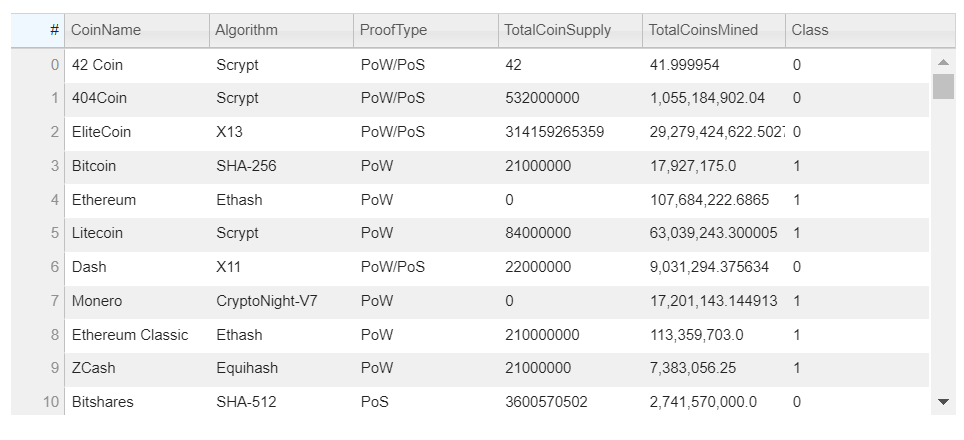 # CoinName Algorithm ProofType TotalCoinSupply TotalCoinsMined Class
0 42 Coin Scrypt PoW/PoS 42 41.999954 0
1 404Coin Scrypt PoW/PoS 532000000 1,055,184,902.04 0
2 EliteCoin X13 PoW/PoS 314159265359 29,279,424,622.5027 0
3 Bitcoin SHA-256 PoW 21000000 17,927,175.0 1
4 Ethereum Ethash PoW 0 107,684,222.6865 1
5 Litecoin Scrypt PoW 84000000 63,039,243.300005 1
6 Dash X11 PoW/PoS 22000000 9,031,294.375634 0
7 Monero CryptoNight-V7 PoW 0 17,201,143.144913 1
8 Ethereum Classic Ethash PoW 210000000 113,359,703.0 1
9 ZCash Equihash PoW 21000000 7,383,056.25 1
10 Bitshares SHA-512 PoS 3600570502 2,741,570,000.0 0